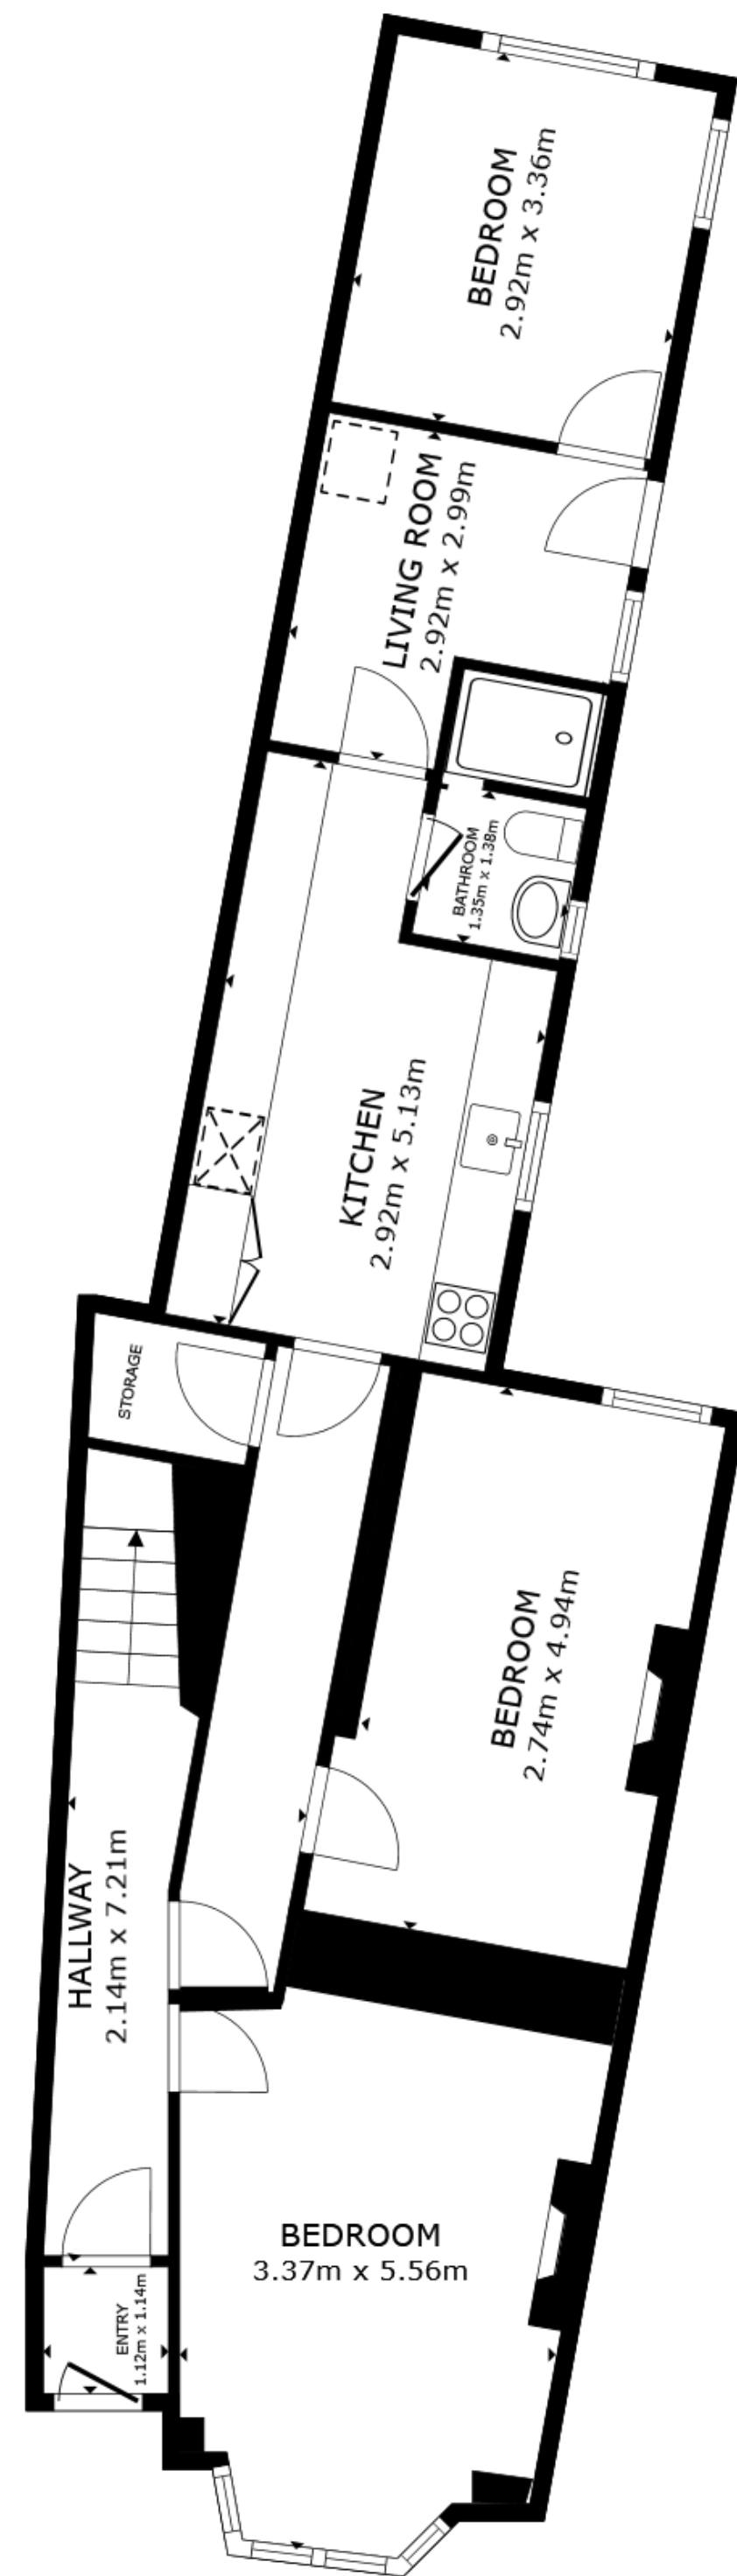 BEDROOM
2.92m x 3.36m
LIVING ROOM
2.92m x 2.99m
BATHROOM
1.35m x 1.38m
KITCHEN
2.92m x 5.13m
STORAGE
BEDROOM
2.74m x 4.94m
HALLWAY
2.14m x 7.21m
BEDROOM
3.37m x 5.56m
ENTRY
1.12m x 1.14m